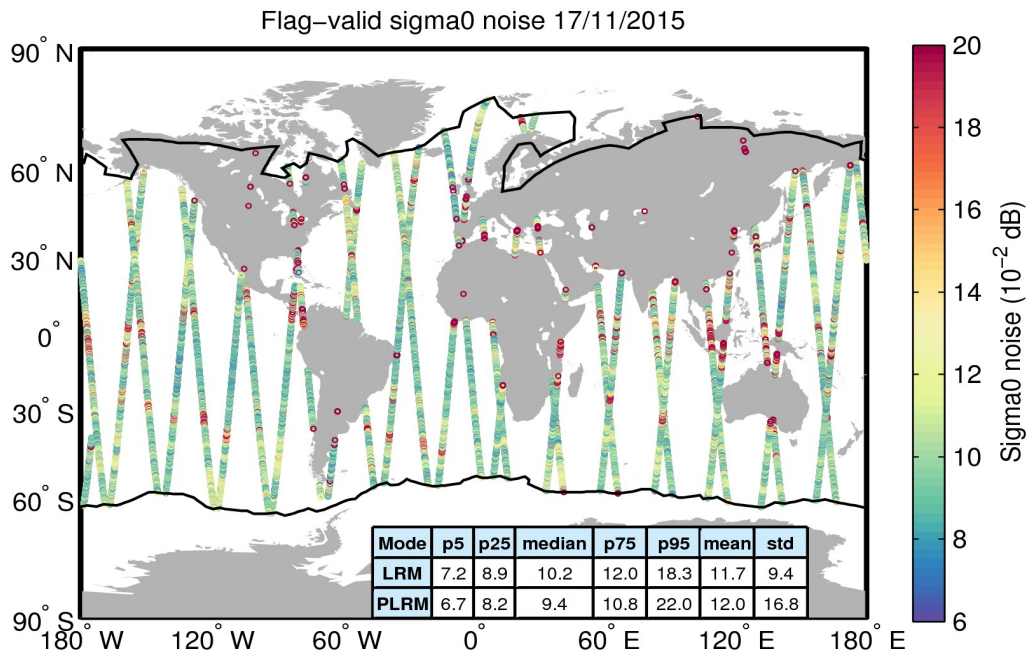 Flag−valid sigma0 noise 17/11/2015
90° N
60° N
30° N
0°
30° S
60° S
90° S
180° W
120° W
60° W
0°
60° E
120° E
180° E
Mode p5 p25 median p75 p95 mean std
LRM 7.2 8.9 10.2 12.0 18.3 11.7 9.4
PLRM 6.7 8.2 9.4 10.8 22.0 12.0 16.8
20
18
16
14
12
10
8
6
Sigma0 noise (10⁻² dB)